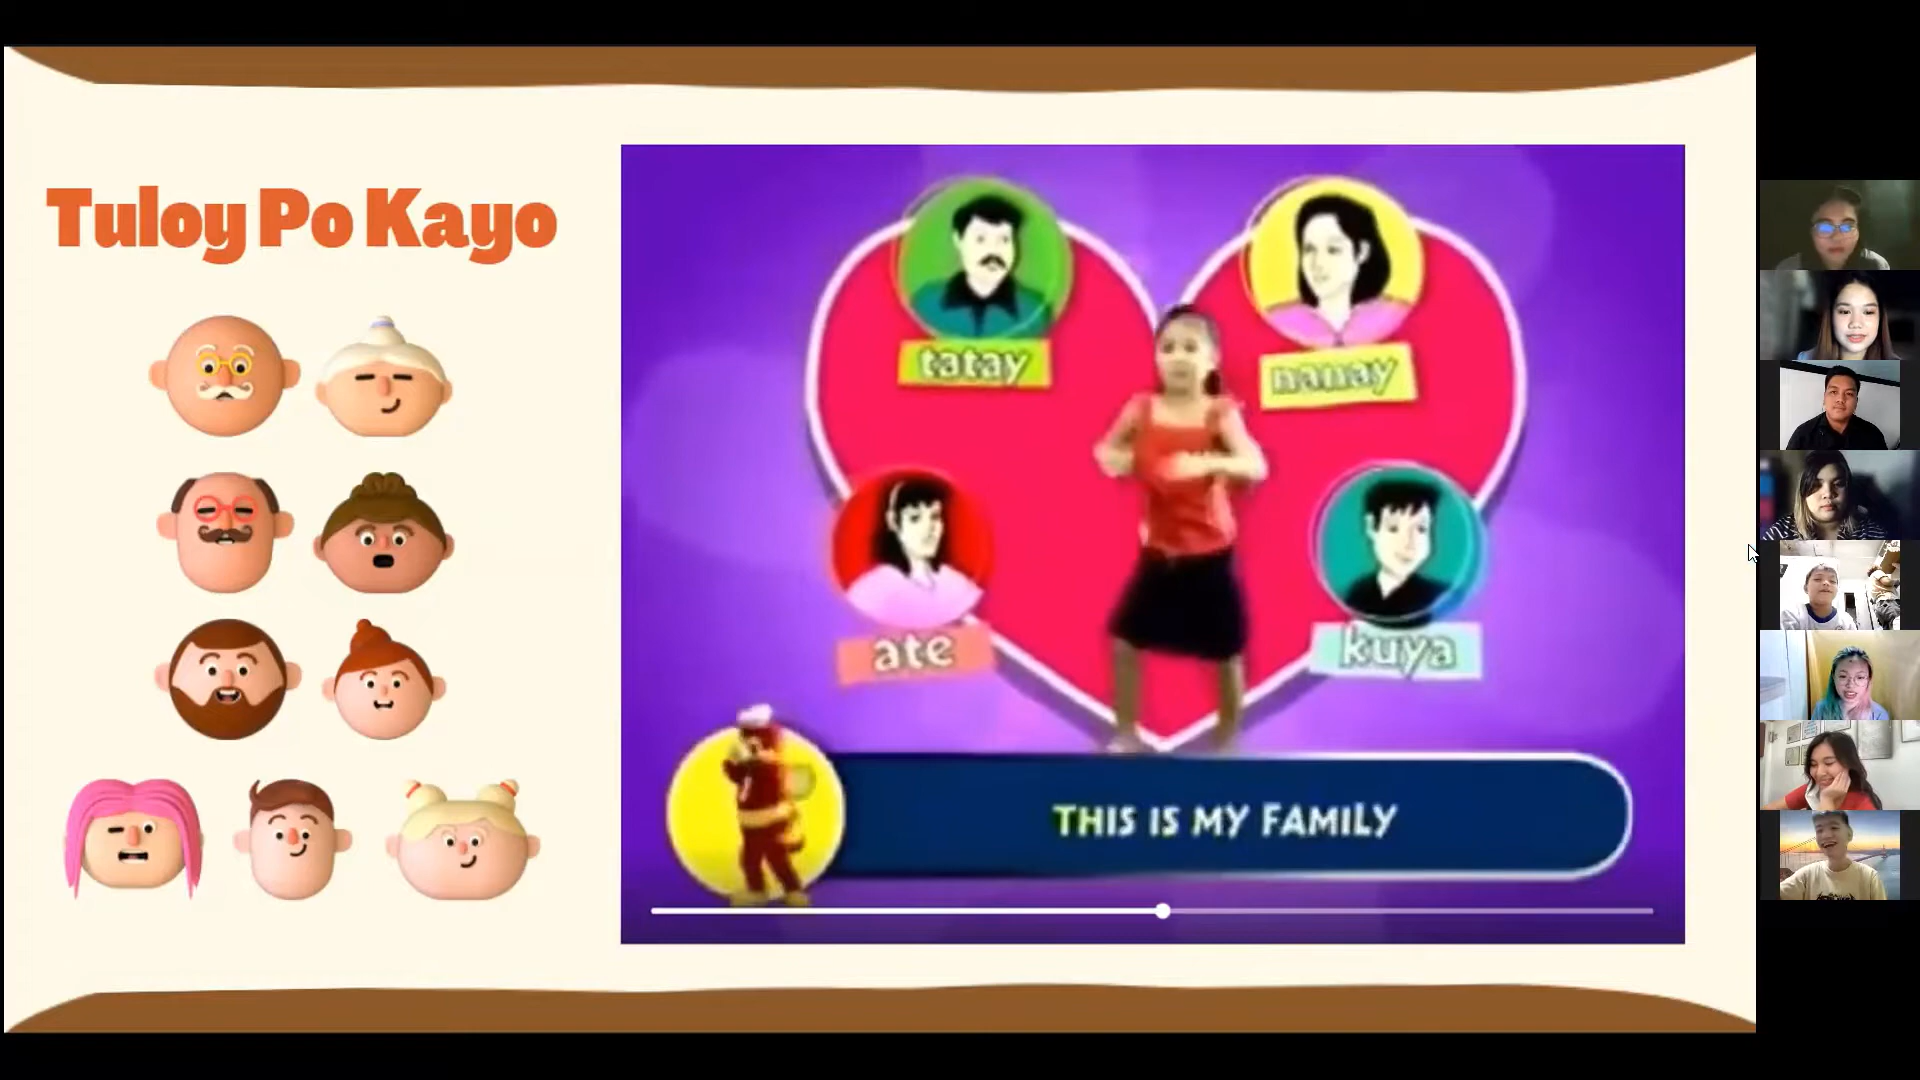 Tuloy Po Kayo
tatay
nanay
ate
kuya
THIS IS MY FAMILY